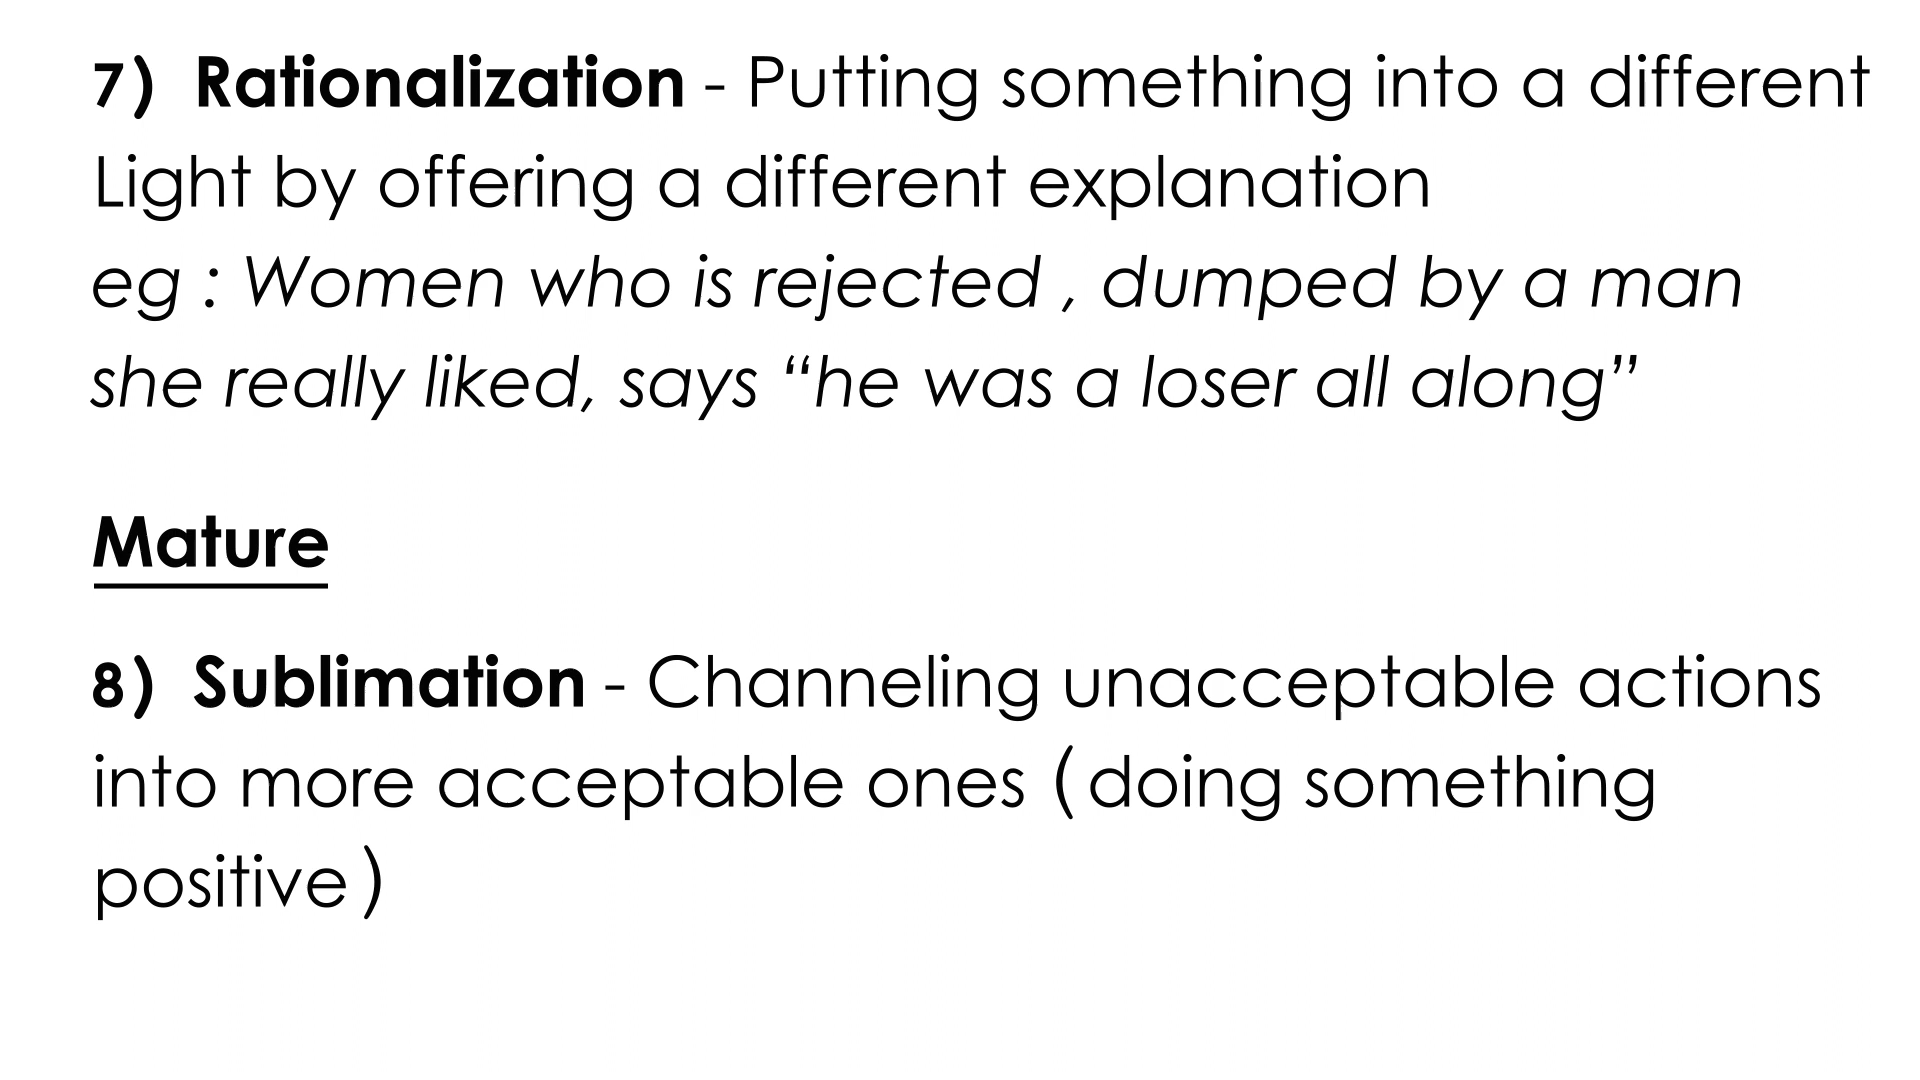 7) Rationalization - Putting something into a different
Light by offering a different explanation
eg : Women who is rejected , dumped by a man
she really liked, says “he was a loser all along”
Mature
8) Sublimation - Channeling unacceptable actions
into more acceptable ones (doing something
positive)